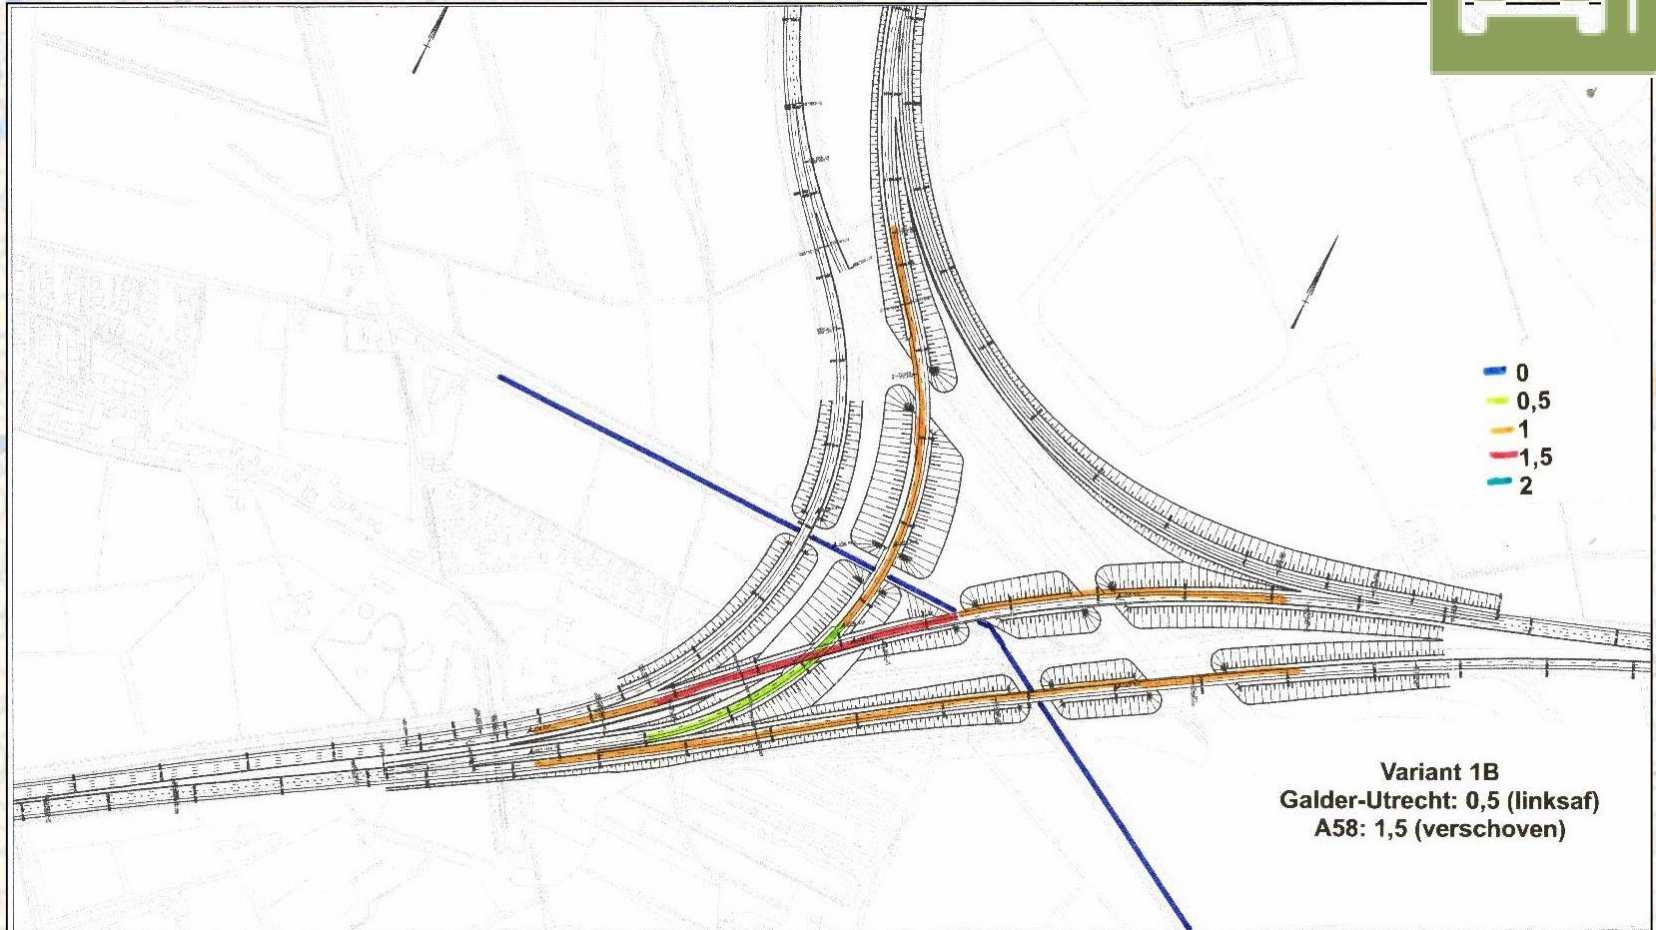 0
0,5
1
1,5
2
Variant 1B
Galder-Utrecht: 0,5 (linksaf)
A58: 1,5 (verschoven)